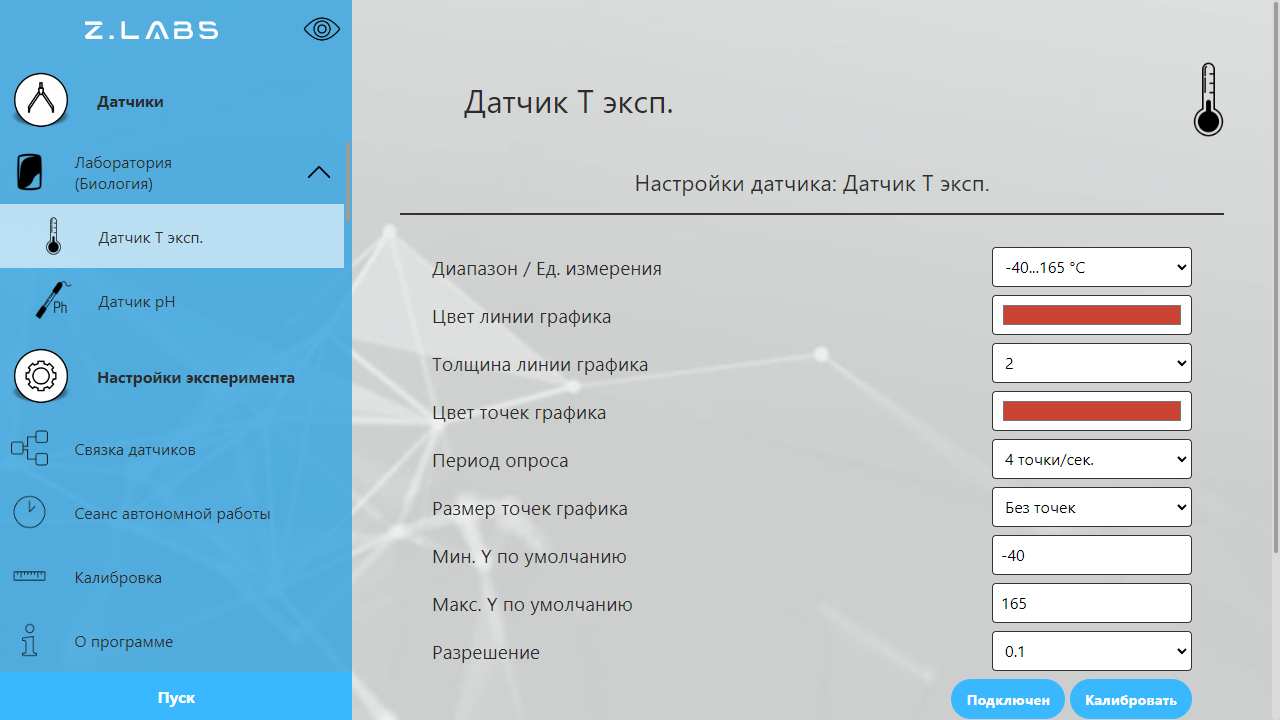 Z.LABS
Датчики
Лаборатория
(Биология)
Датчик Т эксп.
Ph
Датчик pH
Настройки эксперимента
Связка датчиков
Сеанс автономной работы
Калибровка
О программе
Пуск
Датчик Т эксп.
Настройки датчика: Датчик Т эксп.
Диапазон / Ед. измерения
-40...165 °C
Цвет линии графика
Толщина линии графика
2
Цвет точек графика
Период опроса
4 точки/сек.
Размер точек графика
Без точек
Мин. Y по умолчанию
-40
Макс. Y по умолчанию
165
Разрешение
0.1
Подключен
Калибровать